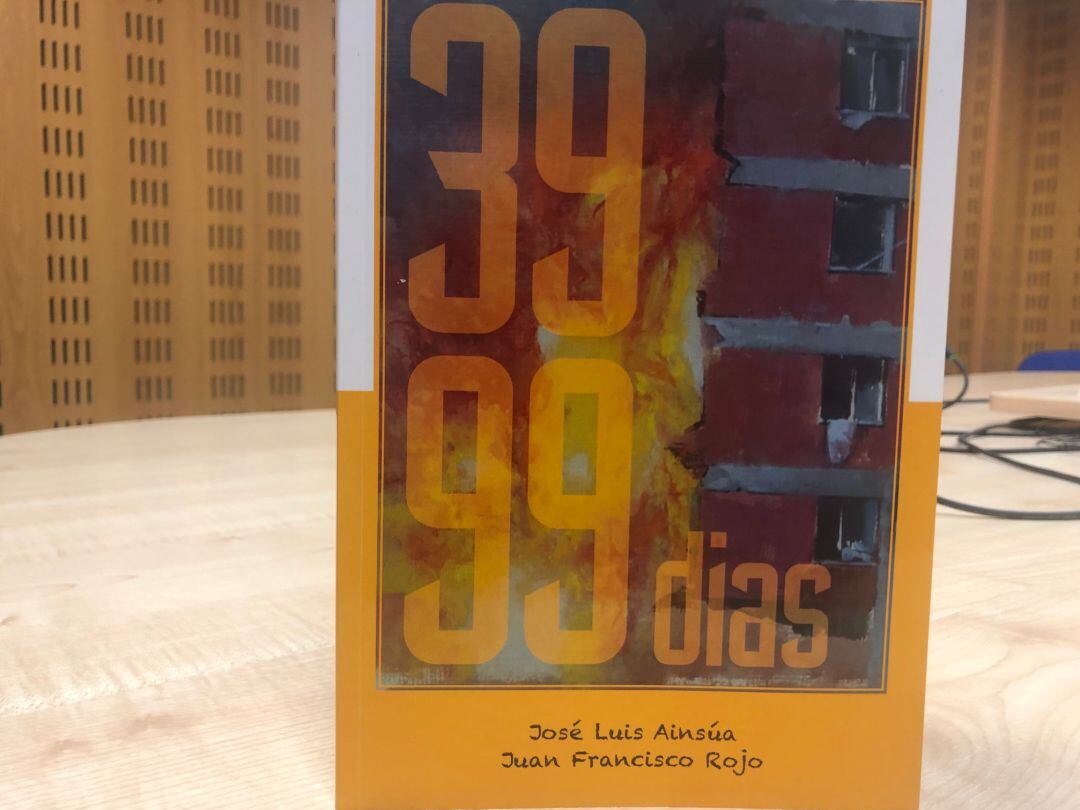 39
99 dias
José Luis Ainsúa
Juan Francisco Rojo